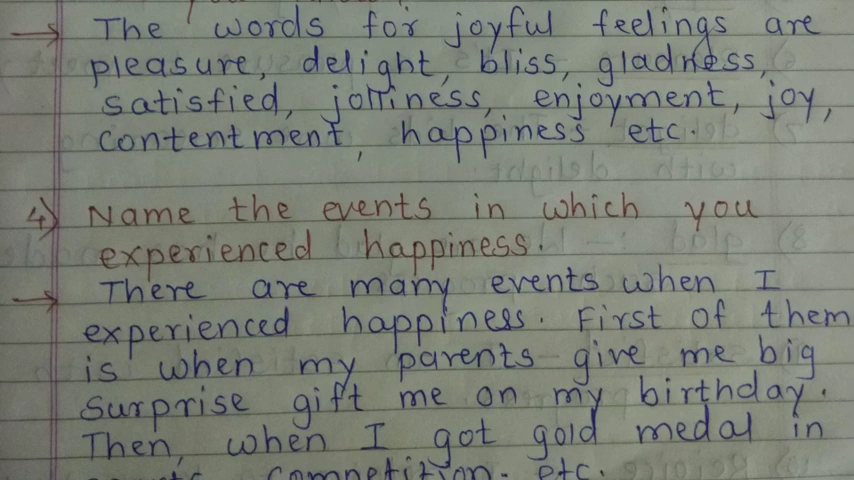 → The words for joyful feelings are
pleasure, delight, bliss, gladness,
satisfied, jolliness, enjoyment, joy,
contentment, happiness etc.
4) Name the events in which you
experienced happiness.
→ There are many events when I
experienced happiness. First of them
is when my parents give me big
surprise gift me on my birthday.
Then, when I got gold medal in
competition. etc.